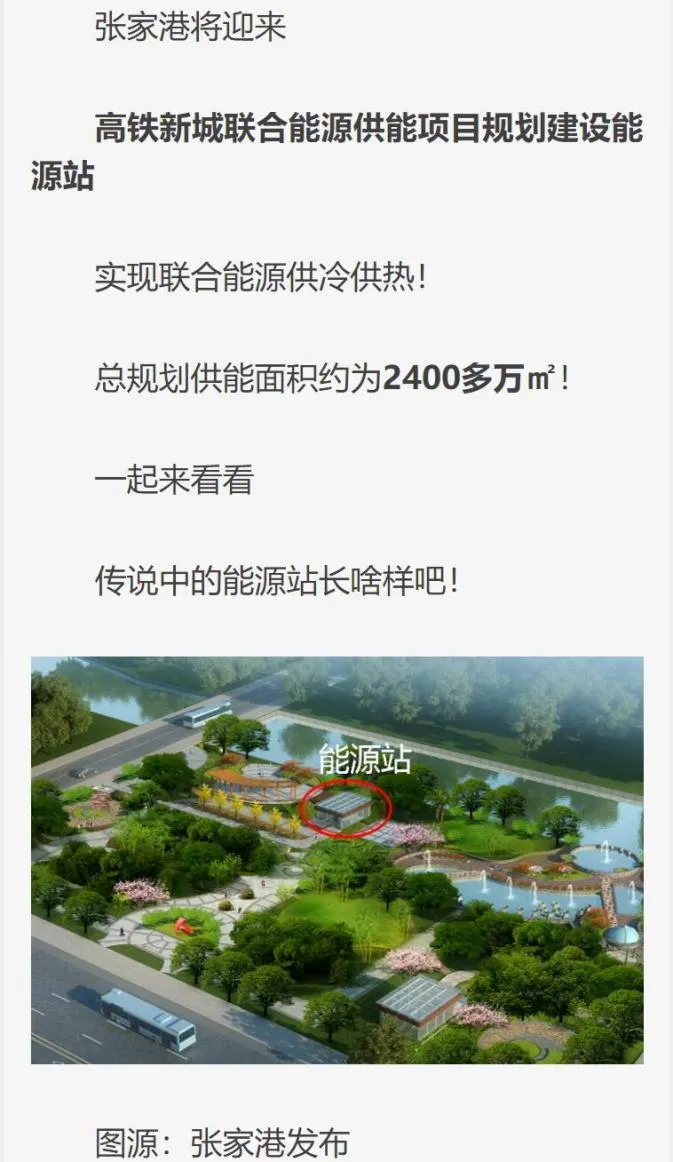 张家港将迎来
高铁新城联合能源供能项目规划建设能
源站
实现联合能源供冷供热！
总规划供能面积约为2400多万㎡！
一起来看看
传说中的能源站长啥样吧！
能源站
图源：张家港发布